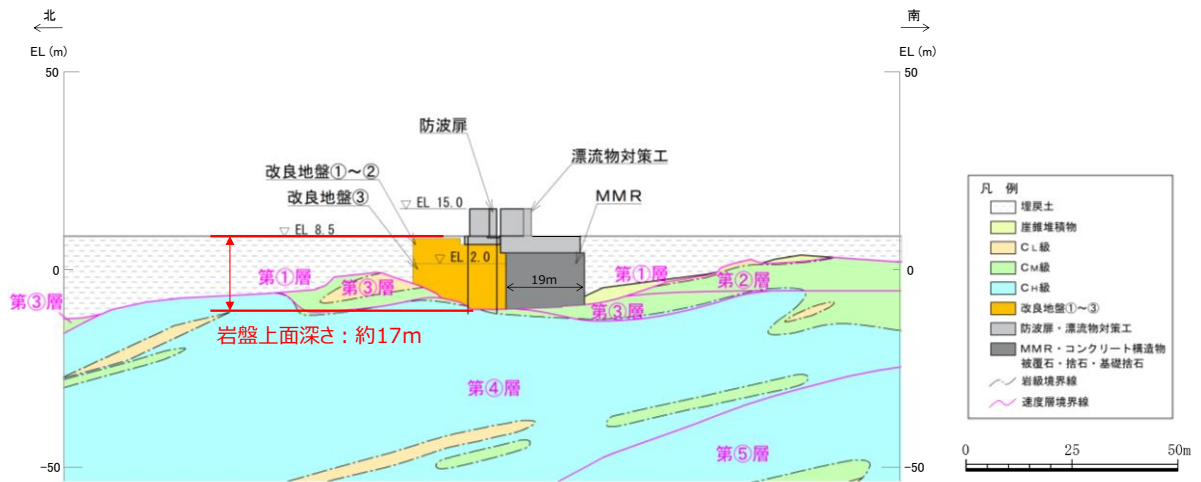 北
南
EL (m)
EL (m)
50
50
防波扉
漂流物対策工
改良地盤①～②
改良地盤③
MMR
▽ EL 15.0
▽ EL 8.5
▽ EL 2.0
0
0
19m
第①層
第③層
第③層
第①層
第②層
第③層
岩盤上面深さ：約17m
第④層
第⑤層
-50
-50
凡 例
埋戻土
崖錐堆積物
CL級
CM級
CH級
改良地盤①～③
防波扉・漂流物対策工
MMR・コンクリート構造物
被覆石・捨石・基礎捨石
岩級境界線
速度層境界線
0 25 50m